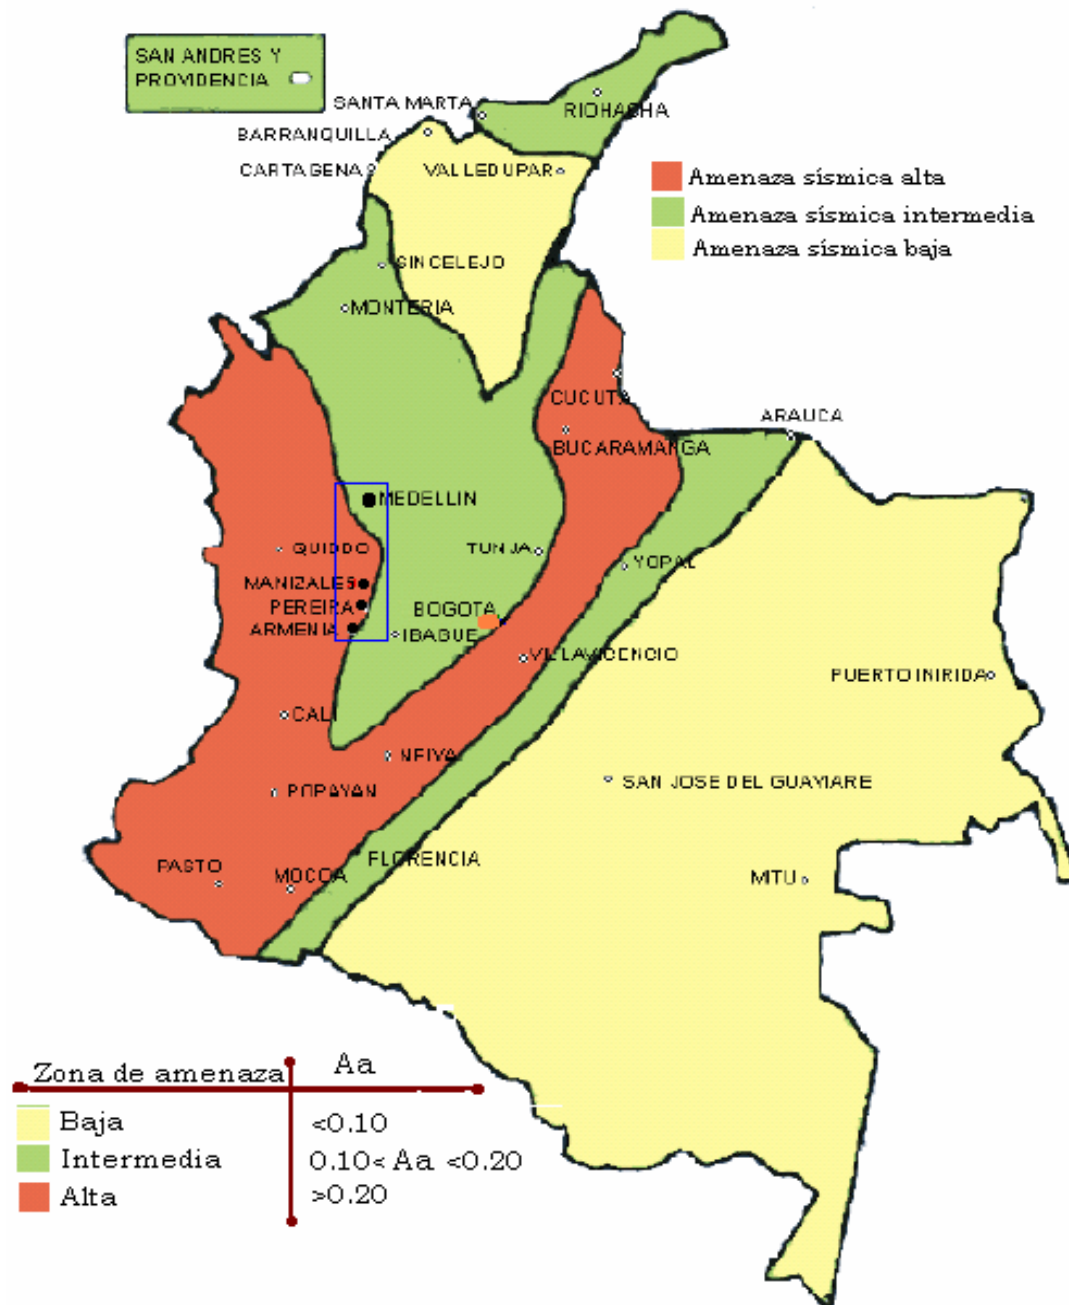 SAN ANDRES Y
PROVIDENCIA
SANTA MARTA
RIOHACHA
BARRANQUILLA
CARTAGENA
VALLEDUPAR
Amenaza sísmica alta
Amenaza sísmica intermedia
Amenaza sísmica baja
SINCELEJO
MONTERIA
CUCUTA
ARAUCA
BUCARAMANGA
MEDELLIN
QUIBDO
TUNJA
YOPAL
MANIZALES
PEREIRA
BOGOTA
ARMENIA
IBAGUE
VILLAVICENCIO
PUERTO INIRIDA
CALI
NEIVA
SAN JOSE DEL GUAVIARE
POPAYAN
FLORENCIA
PASTO
MOCOA
MITU
Zona de amenaza Aa
Baja <0.10
Intermedia 0.10< Aa <0.20
Alta >0.20